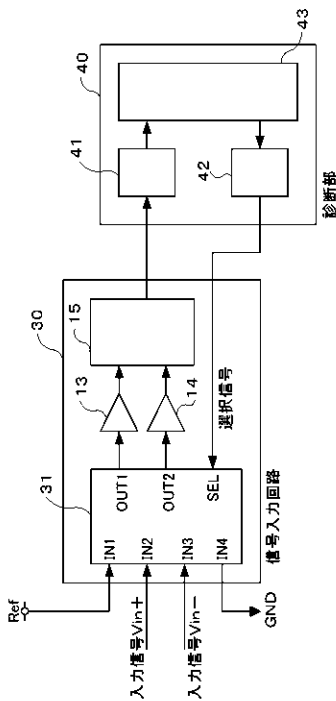 Ref
入力信号Vin+
入力信号Vin−
GND
30
31
IN1
IN2
IN3
IN4
OUT1
OUT2
SEL
13
14
15
選択信号
信号入力回路
40
41
42
43
診断部